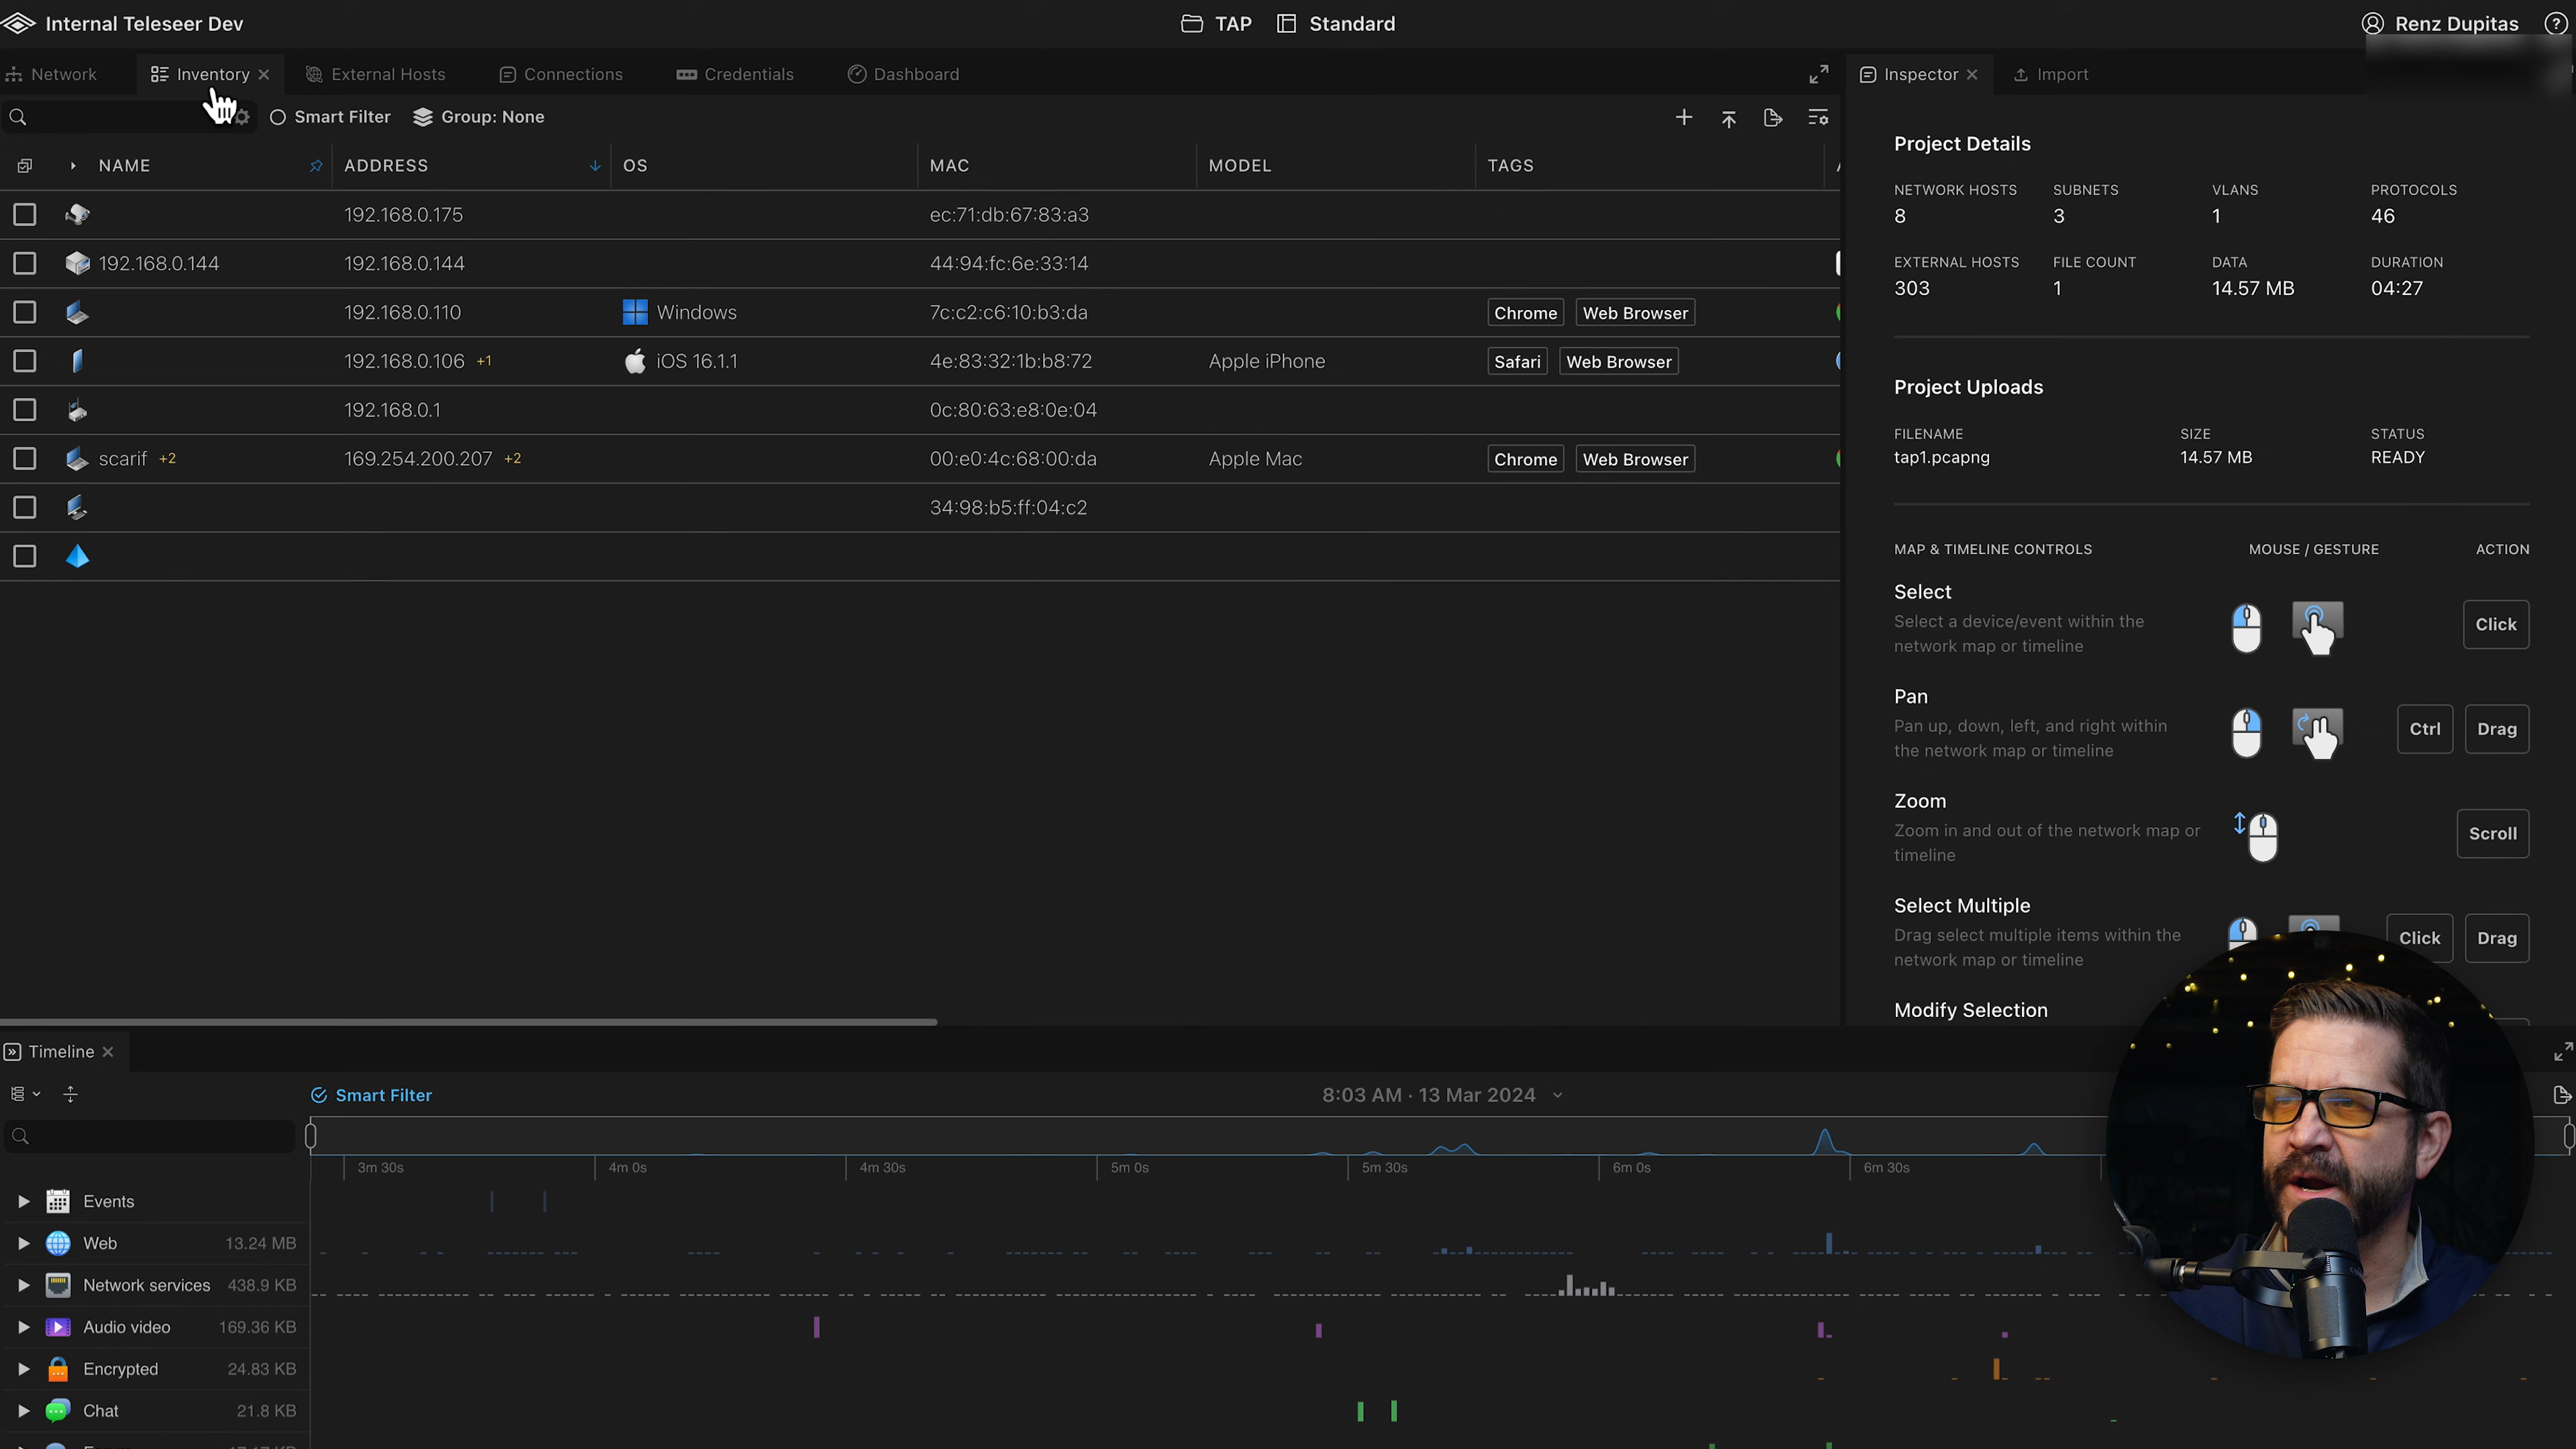 Internal Teleseer Dev
TAP Standard
Renz Dupitas
Network Inventory External Hosts Connections Credentials Dashboard
Inspector Import
Smart Filter Group: None
NAME ADDRESS OS MAC MODEL TAGS
192.168.0.175 ec:71:db:67:83:a3
192.168.0.144 192.168.0.144 44:94:fc:6e:33:14
192.168.0.110 Windows 7c:c2:c6:10:b3:da Chrome Web Browser
192.168.0.106 +1 iOS 16.1.1 4e:83:32:1b:b8:72 Apple iPhone Safari Web Browser
192.168.0.1 0c:80:63:e8:0e:04
scarif +2 169.254.200.207 +2 00:e0:4c:68:00:da Apple Mac Chrome Web Browser
34:98:b5:ff:04:c2
Project Details
NETWORK HOSTS SUBNETS VLANS PROTOCOLS
8 3 1 46
EXTERNAL HOSTS FILE COUNT DATA DURATION
303 1 14.57 MB 04:27
Project Uploads
FILENAME SIZE STATUS
tap1.pcapng 14.57 MB READY
MAP & TIMELINE CONTROLS MOUSE / GESTURE ACTION
Select
Select a device/event within the
network map or timeline
Click
Pan
Pan up, down, left, and right within
the network map or timeline
Ctrl Drag
Zoom
Zoom in and out of the network map or
timeline
Scroll
Select Multiple
Drag select multiple items within the
network map or timeline
Click Drag
Modify Selection
Timeline
Smart Filter 8:03 AM · 13 Mar 2024
3m 30s 4m 0s 4m 30s 5m 0s 5m 30s 6m 0s 6m 30s
Events
Web 13.24 MB
Network services 438.9 KB
Audio video 169.36 KB
Encrypted 24.83 KB
Chat 21.8 KB